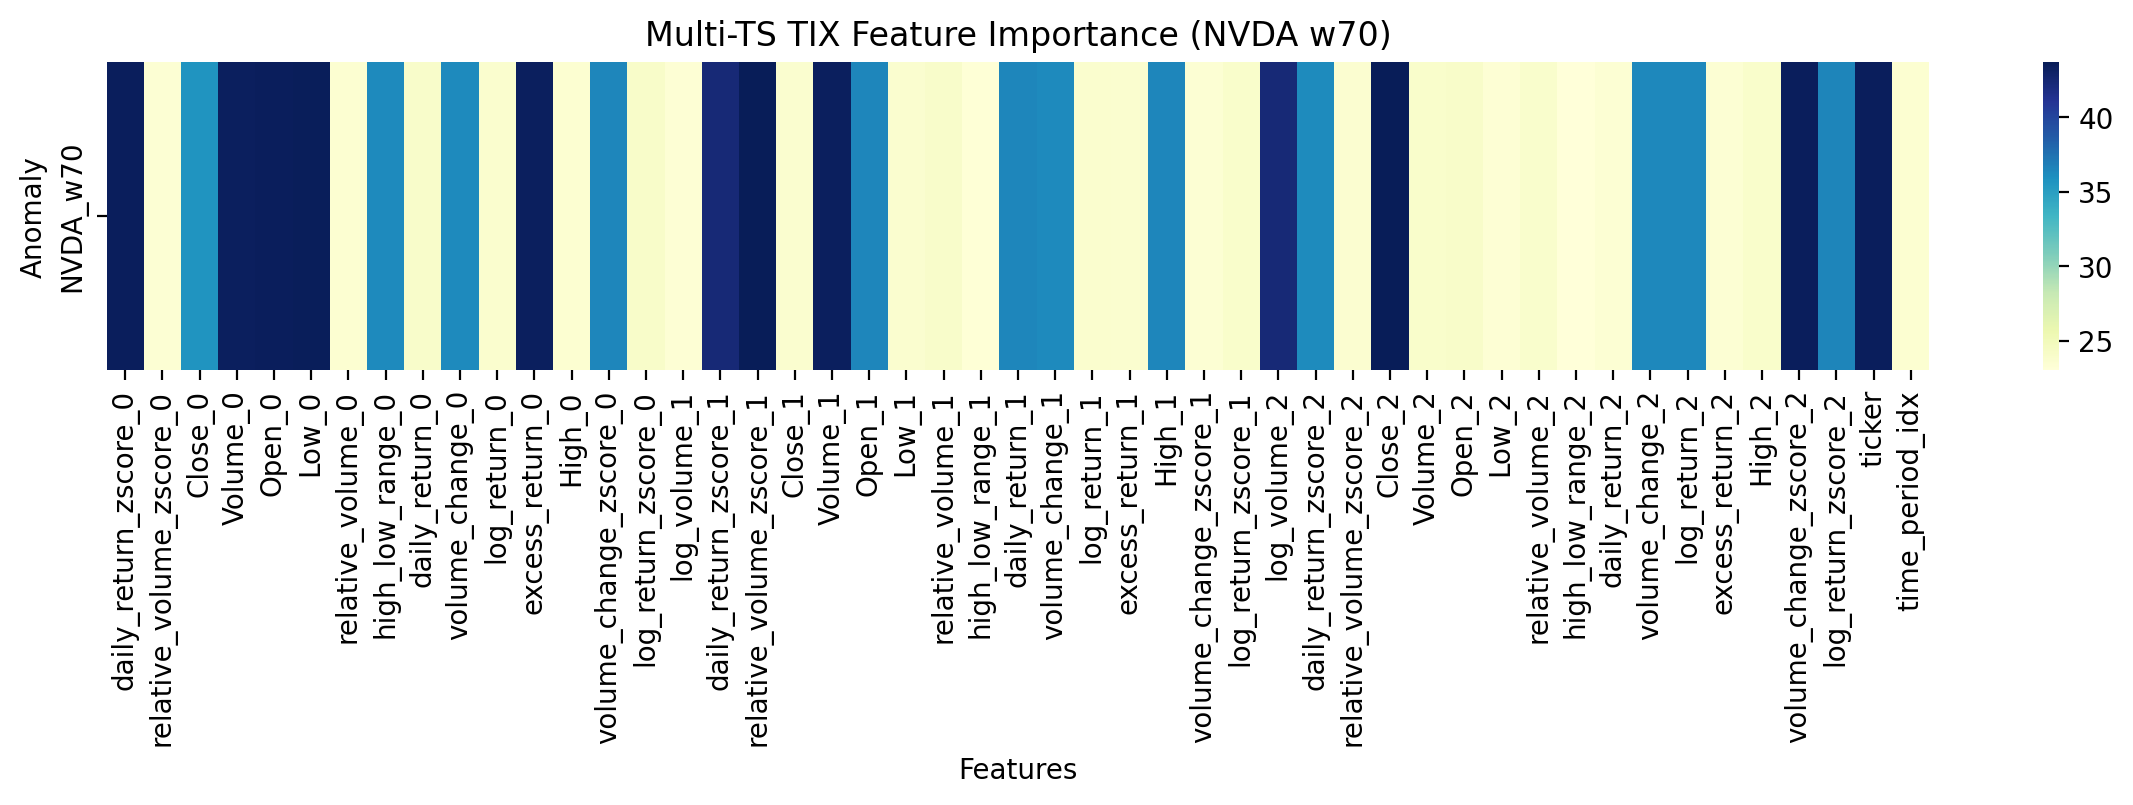 Multi-TS TIX Feature Importance (NVDA w70)
Anomaly
NVDA_w70
40
35
30
25
daily_return_zscore_0
relative_volume_zscore_0
Close_0
Volume_0
Open_0
Low_0
relative_volume_0
high_low_range_0
daily_return_0
volume_change_0
log_return_0
excess_return_0
High_0
volume_change_zscore_0
log_return_zscore_0
log_volume_1
daily_return_zscore_1
relative_volume_zscore_1
Close_1
Volume_1
Open_1
Low_1
relative_volume_1
high_low_range_1
daily_return_1
volume_change_1
log_return_1
excess_return_1
High_1
volume_change_zscore_1
log_return_zscore_1
log_volume_2
daily_return_zscore_2
relative_volume_zscore_2
Close_2
Volume_2
Open_2
Low_2
relative_volume_2
high_low_range_2
daily_return_2
volume_change_2
log_return_2
excess_return_2
High_2
volume_change_zscore_2
log_return_zscore_2
ticker
time_period_idx
Features